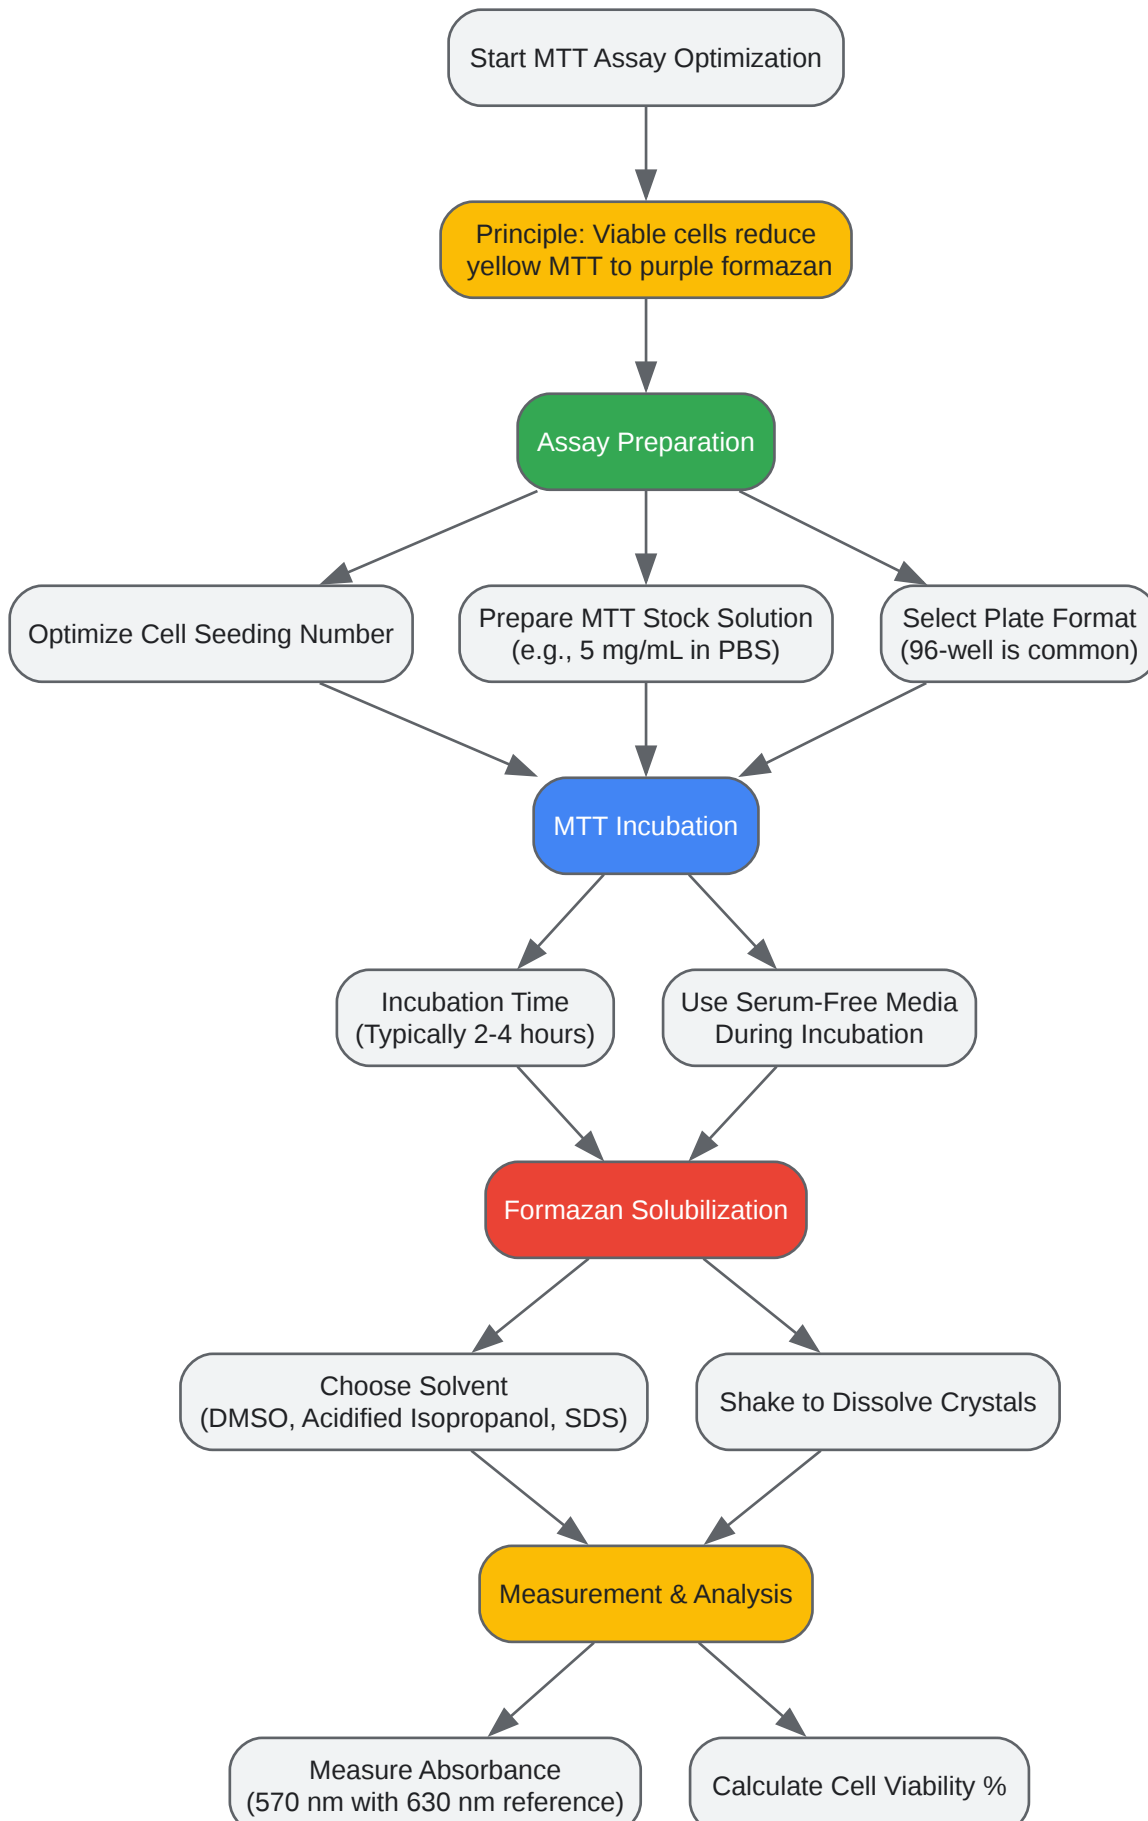 Start MTT Assay Optimization
Principle: Viable cells reduce
yellow MTT to purple formazan
Assay Preparation
Optimize Cell Seeding Number
Prepare MTT Stock Solution
(e.g., 5 mg/mL in PBS)
Select Plate Format
(96-well is common)
MTT Incubation
Incubation Time
(Typically 2-4 hours)
Use Serum-Free Media
During Incubation
Formazan Solubilization
Choose Solvent
(DMSO, Acidified Isopropanol, SDS)
Shake to Dissolve Crystals
Measurement & Analysis
Measure Absorbance
(570 nm with 630 nm reference)
Calculate Cell Viability %